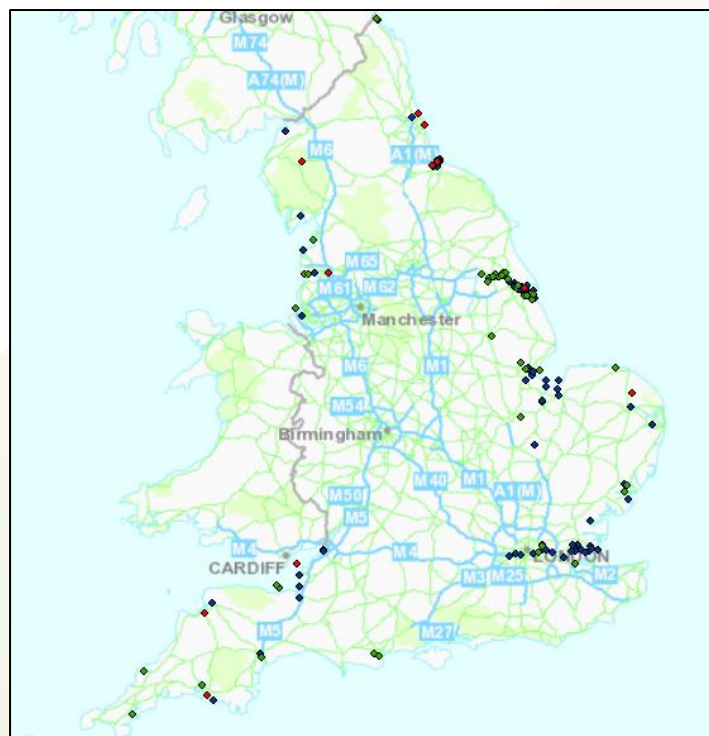 Glasgow
M74
A74(M)
M6
A1(M)
M65
M61
M62
Manchester
M6
M1
M54
Birmingham
M40
M1
M50
A1(M)
M5
M4
CARDIFF
M4
LONDON
M3
M25
M2
M5
M27